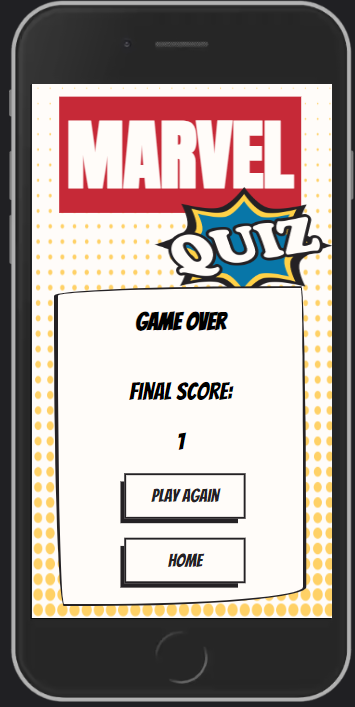 MARVEL
QUIZ
GAME OVER
FINAL SCORE:
1
PLAY AGAIN
HOME